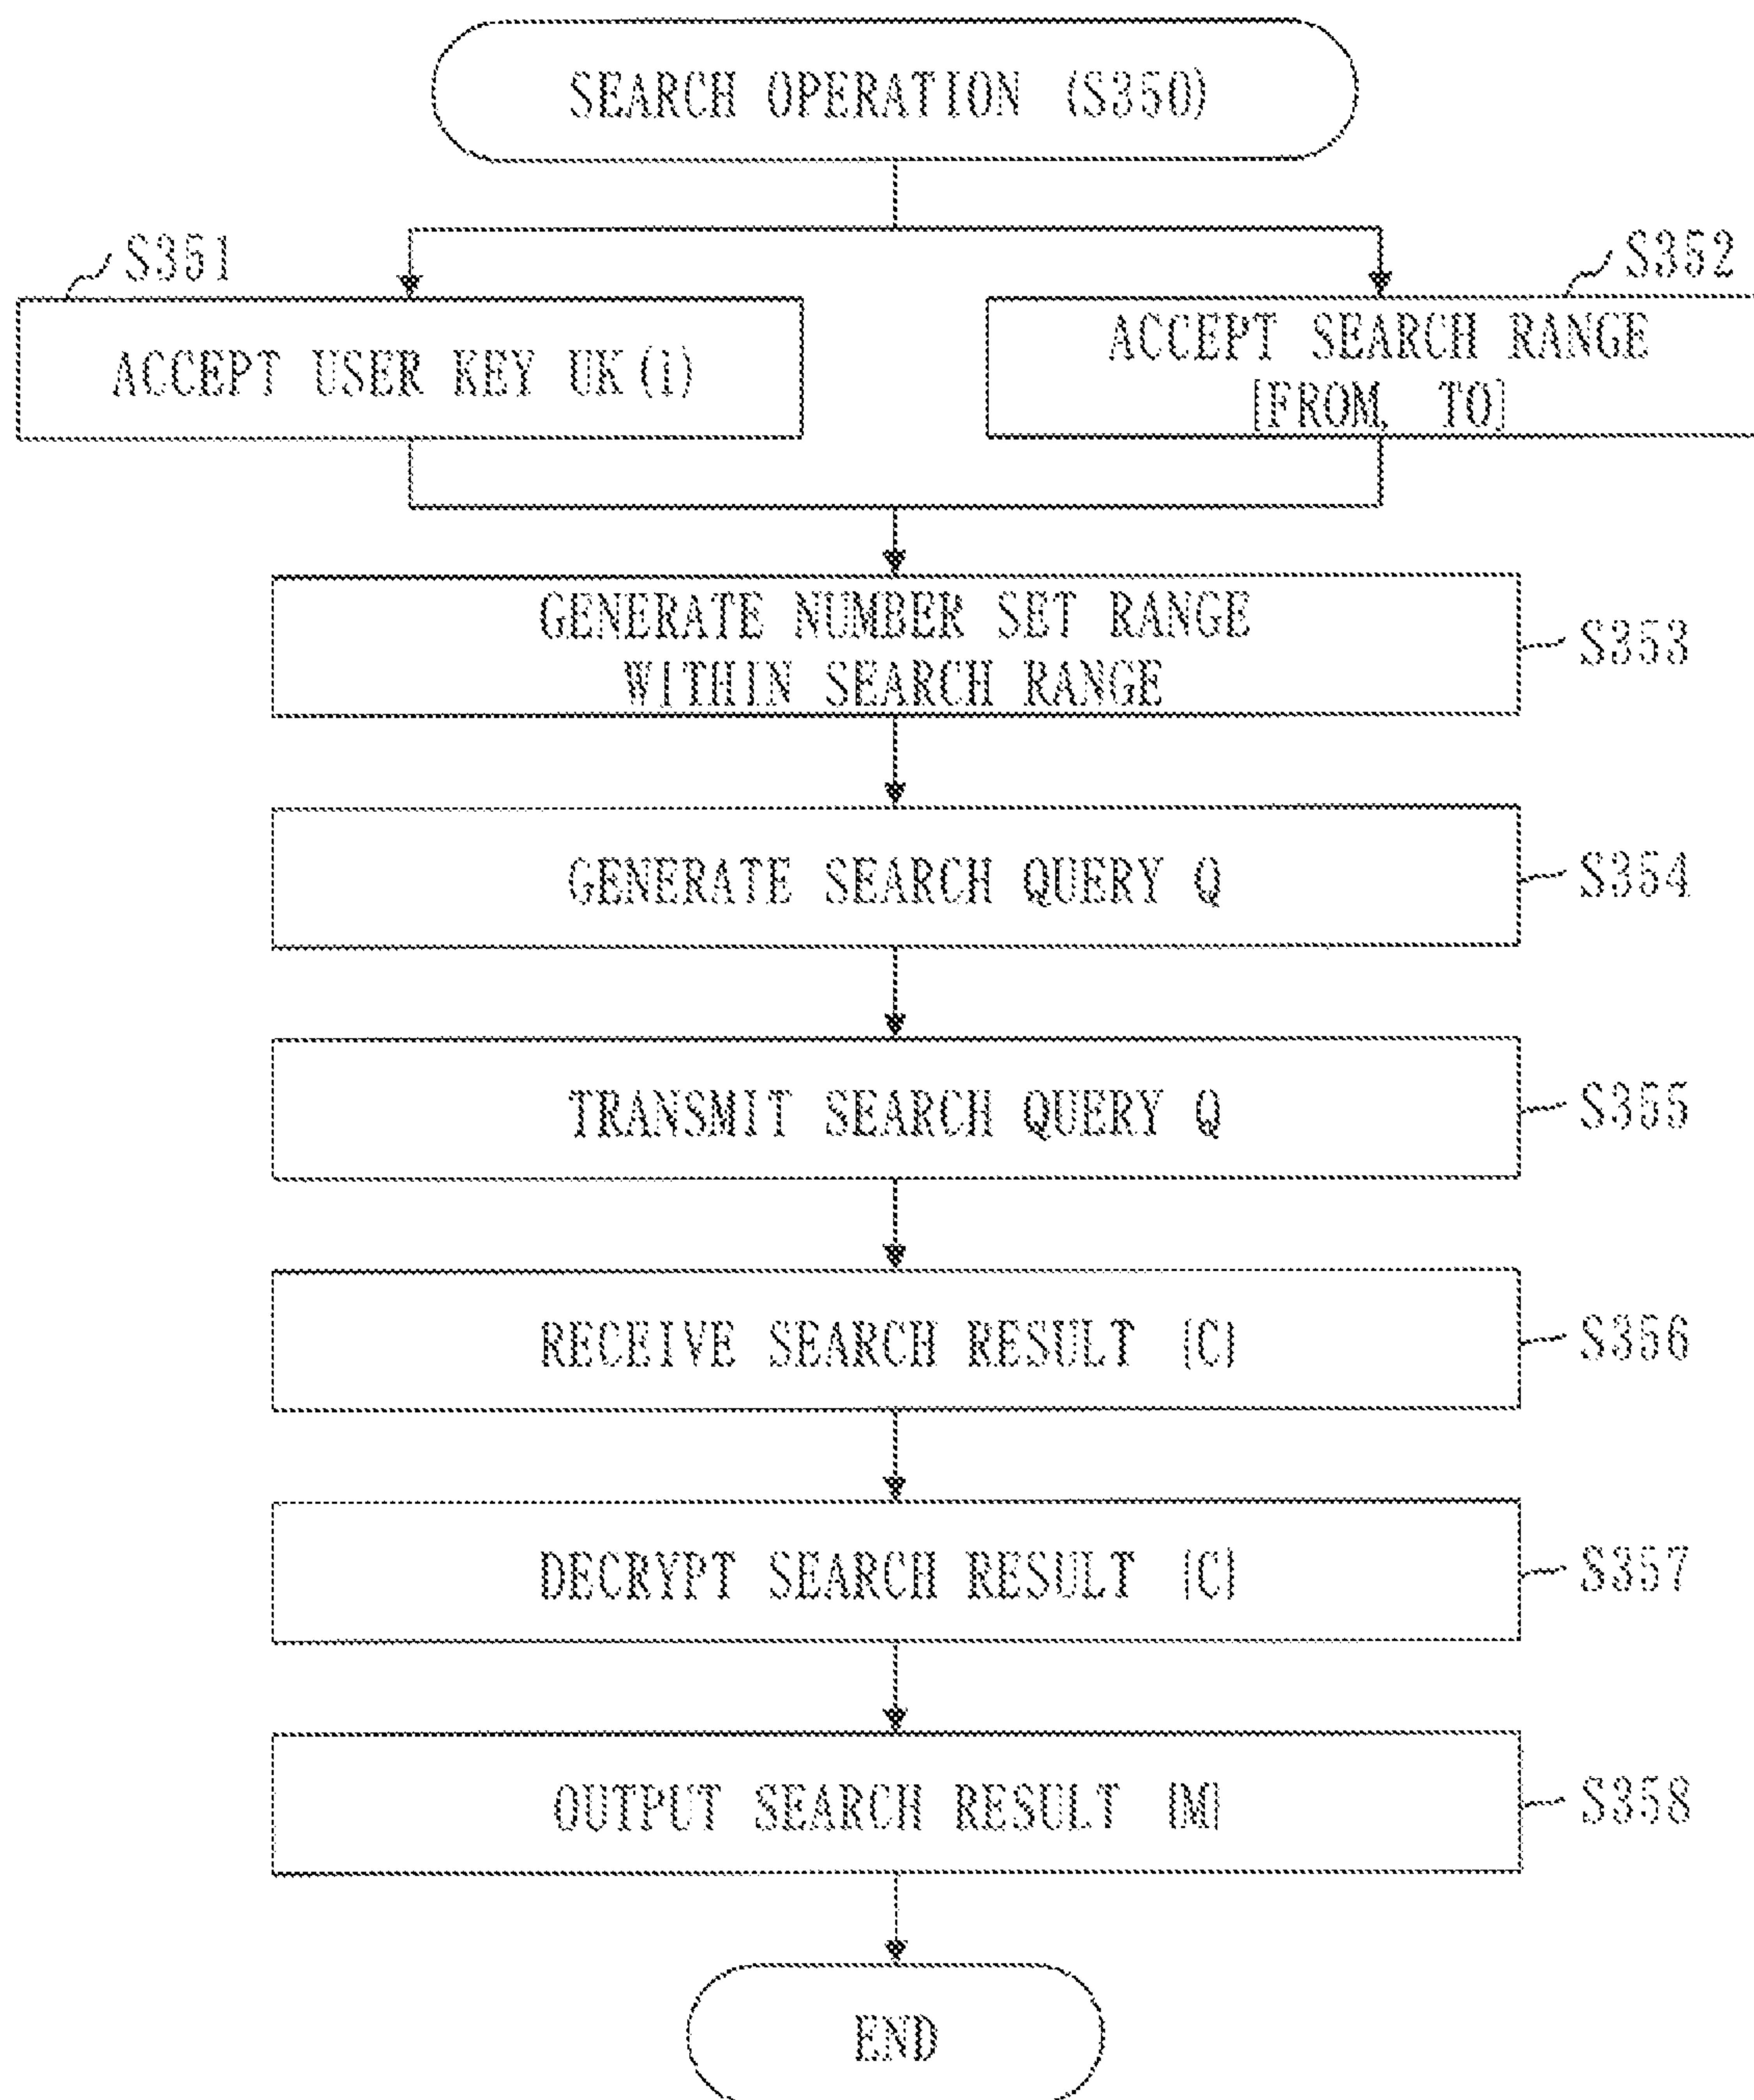 SEARCH OPERATION (S350)
S351
S352
ACCEPT USER KEY UK(i)
ACCEPT SEARCH RANGE
[FROM, TO]
GENERATE NUMBER SET RANGE
WITHIN SEARCH RANGE
S353
GENERATE SEARCH QUERY Q
S354
TRANSMIT SEARCH QUERY Q
S355
RECEIVE SEARCH RESULT {C}
S356
DECRYPT SEARCH RESULT {C}
S357
OUTPUT SEARCH RESULT {M}
S358
END